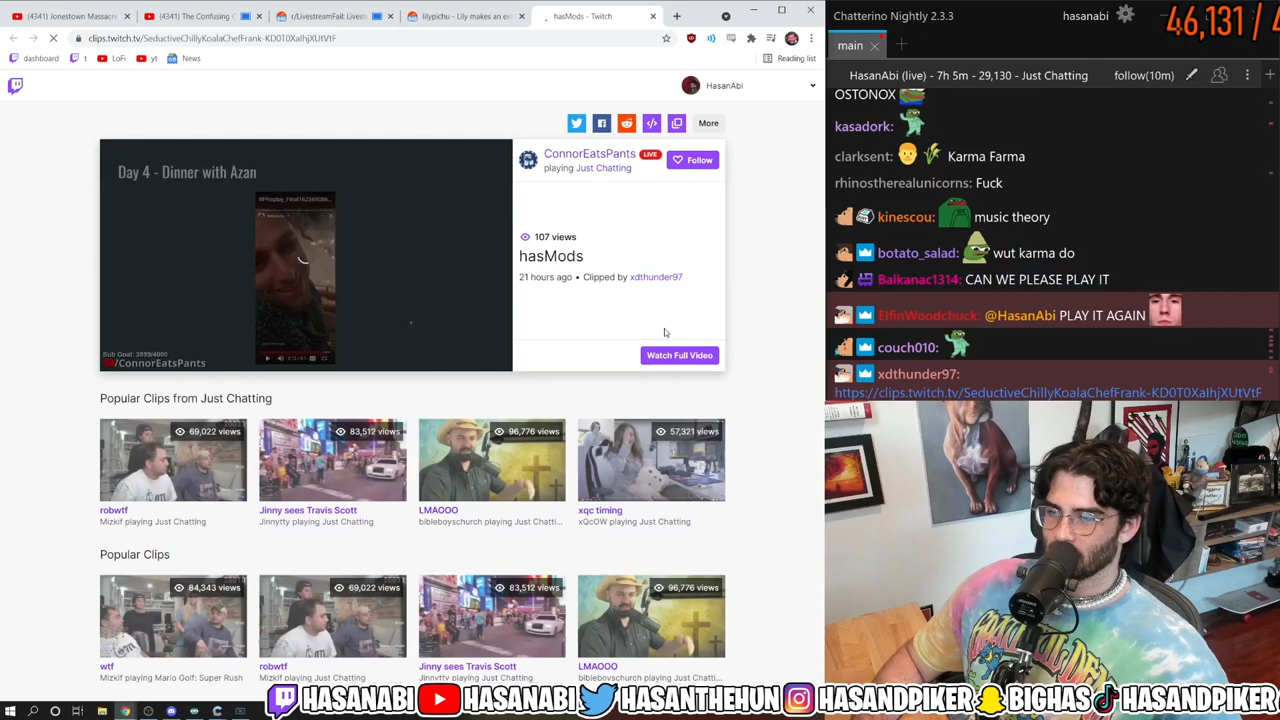 (4341) Jonestown Massacre
(4341) The Confusing C
r/LivestreamFail: Livest
lilypichu - Lily makes an ex
hasMods - Twitch
clips.twitch.tv/SeductiveChillyKoalaChefFrank-KD0T0XaIhjXUtVtF
dashboard
t
LoFi
yt
News
Reading list
HasanAbi
More
Day 4 - Dinner with Azan
Sub Goal: 3899/4000
/ConnorEatsPants
ConnorEatsPants LIVE
playing Just Chatting
Follow
107 views
hasMods
21 hours ago • Clipped by xdthunder97
Watch Full Video
Popular Clips from Just Chatting
69,022 views
83,512 views
96,776 views
57,321 views
robwtf
Mizkif playing Just Chatting
Jinny sees Travis Scott
Jinnytty playing Just Chatting
LMAOOO
bibleboyschurch playing Just Chatti...
xqc timing
xQcOW playing Just Chatting
Popular Clips
84,343 views
69,022 views
83,512 views
96,776 views
wtf
Mizkif playing Mario Golf: Super Rush
robwtf
Mizkif playing Just Chatting
Jinny sees Travis Scott
Jinnytty playing Just Chatting
LMAOOO
Chatterino Nightly 2.3.3
hasanabi
46,131 / 4
main
HasanAbi (live) - 7h 5m - 29,130 - Just Chatting
follow(10m)
OSTONOX
kasadork:
clarksent: Karma Farma
rhinostherealunicorns: Fuck
kinescou: music theory
botato_salad: wut karma do
Balkanac1314: CAN WE PLEASE PLAY IT
ElfinWoodchuck: @HasanAbi PLAY IT AGAIN
couch010:
xdthunder97:
https://clips.twitch.tv/SeductiveChillyKoalaChefFrank-KD0T0XaIhjXUtVtF
HASANABI
HASANABI
HASANTHEHUN
HASANDPIKER
BIGHAS
HASANDPIKER